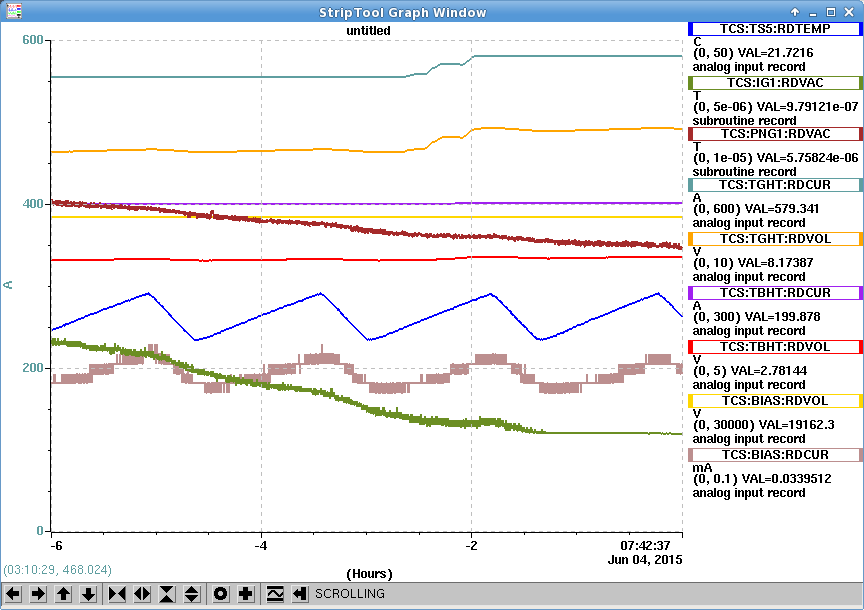 StripTool Graph Window
untitled
600
400
200
0
A
-6
-4
-2
07:42:37
Jun 04, 2015
(Hours)
(03:10:29, 468.024)
SCROLLING
TCS:TS5:RDTEMP
C
(0, 50) VAL=21.7216
analog input record
TCS:IG1:RDVAC
T
(0, 5e-06) VAL=9.79121e-07
subroutine record
TCS:PNG1:RDVAC
T
(0, 1e-05) VAL=5.75824e-06
subroutine record
TCS:TGHT:RDCUR
A
(0, 600) VAL=579.341
analog input record
TCS:TGHT:RDVOL
V
(0, 10) VAL=8.17387
analog input record
TCS:TBHT:RDCUR
A
(0, 300) VAL=199.878
analog input record
TCS:TBHT:RDVOL
V
(0, 5) VAL=2.78144
analog input record
TCS:BIAS:RDVOL
V
(0, 30000) VAL=19162.3
analog input record
TCS:BIAS:RDCUR
mA
(0, 0.1) VAL=0.0339512
analog input record